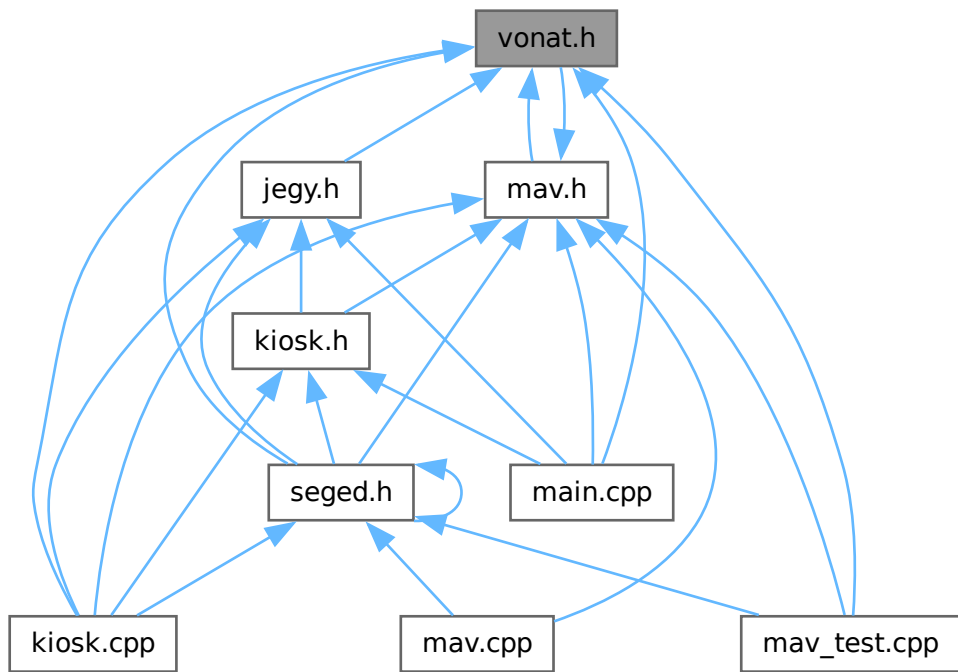 vonat.h
jegy.h
mav.h
kiosk.h
seged.h
main.cpp
kiosk.cpp
mav.cpp
mav_test.cpp